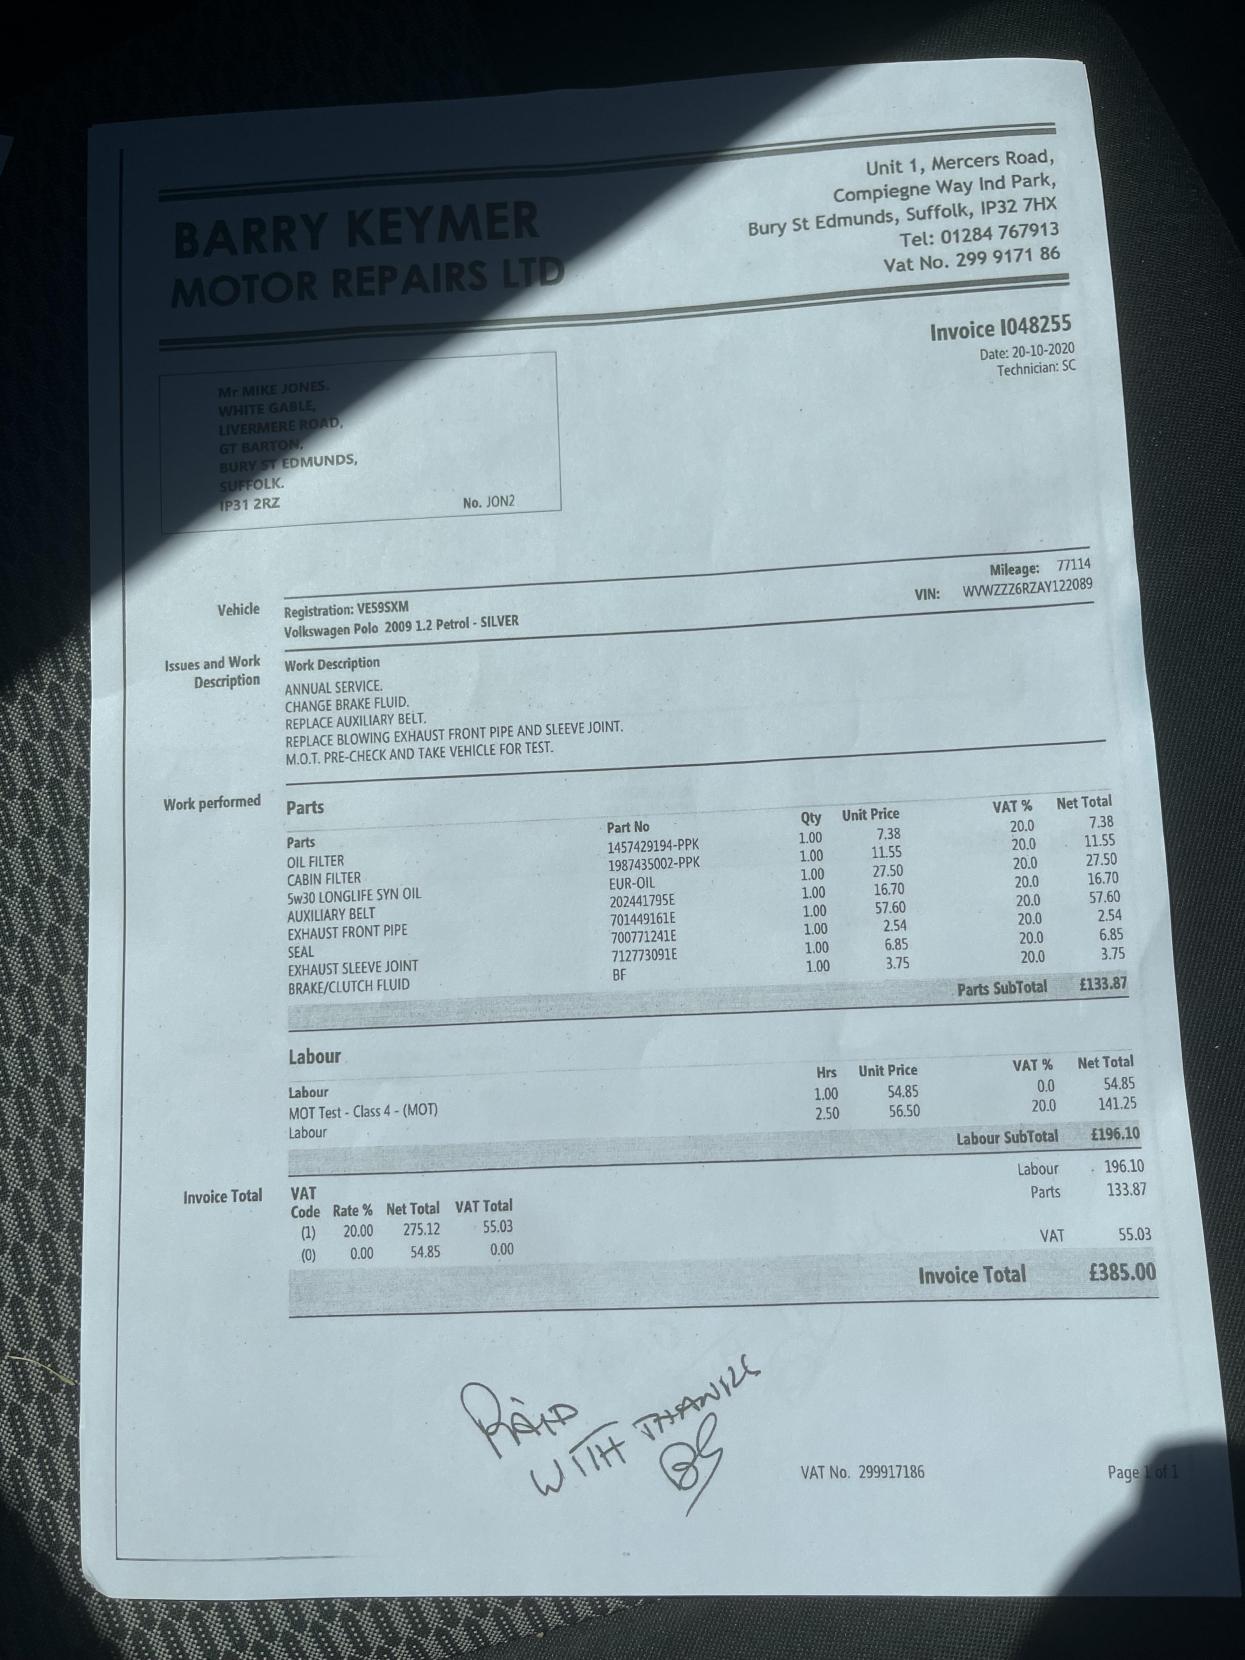 BARRY KEYMER
MOTOR REPAIRS LTD
Unit 1, Mercers Road,
Compiegne Way Ind Park,
Bury St Edmunds, Suffolk, IP32 7HX
Tel: 01284 767913
Vat No. 299 9171 86
Invoice I048255
Date: 20-10-2020
Technician: SC
Mr MIKE JONES.
WHITE GABLE,
LIVERMERE ROAD,
GT BARTON,
BURY ST EDMUNDS,
SUFFOLK.
IP31 2RZ No. JON2
Vehicle Registration: VE59SXM Mileage: 77114
Volkswagen Polo 2009 1.2 Petrol - SILVER VIN: WVWZZZ6RZAY122089
Issues and Work Description
Work Description
ANNUAL SERVICE.
CHANGE BRAKE FLUID.
REPLACE AUXILIARY BELT.
REPLACE BLOWING EXHAUST FRONT PIPE AND SLEEVE JOINT.
M.O.T. PRE-CHECK AND TAKE VEHICLE FOR TEST.
Work performed Parts
Parts Part No Qty Unit Price VAT % Net Total
OIL FILTER 1457429194-PPK 1.00 7.38 20.0 7.38
CABIN FILTER 1987435002-PPK 1.00 11.55 20.0 11.55
5w30 LONGLIFE SYN OIL EUR-OIL 1.00 27.50 20.0 27.50
AUXILIARY BELT 202441795E 1.00 16.70 20.0 16.70
EXHAUST FRONT PIPE 701449161E 1.00 57.60 20.0 57.60
SEAL 700771241E 1.00 2.54 20.0 2.54
EXHAUST SLEEVE JOINT 712773091E 1.00 6.85 20.0 6.85
BRAKE/CLUTCH FLUID BF 1.00 3.75 20.0 3.75
Parts SubTotal £133.87
Labour
Labour Hrs Unit Price VAT % Net Total
MOT Test - Class 4 - (MOT) 1.00 54.85 0.0 54.85
Labour 2.50 56.50 20.0 141.25
Labour SubTotal £196.10
Invoice Total
VAT
Code Rate % Net Total VAT Total
(1) 20.00 275.12 55.03
(0) 0.00 54.85 0.00
Labour 196.10
Parts 133.87
VAT 55.03
Invoice Total £385.00
PAID
WITH THANKS
VAT No. 299917186 Page 1 of 1